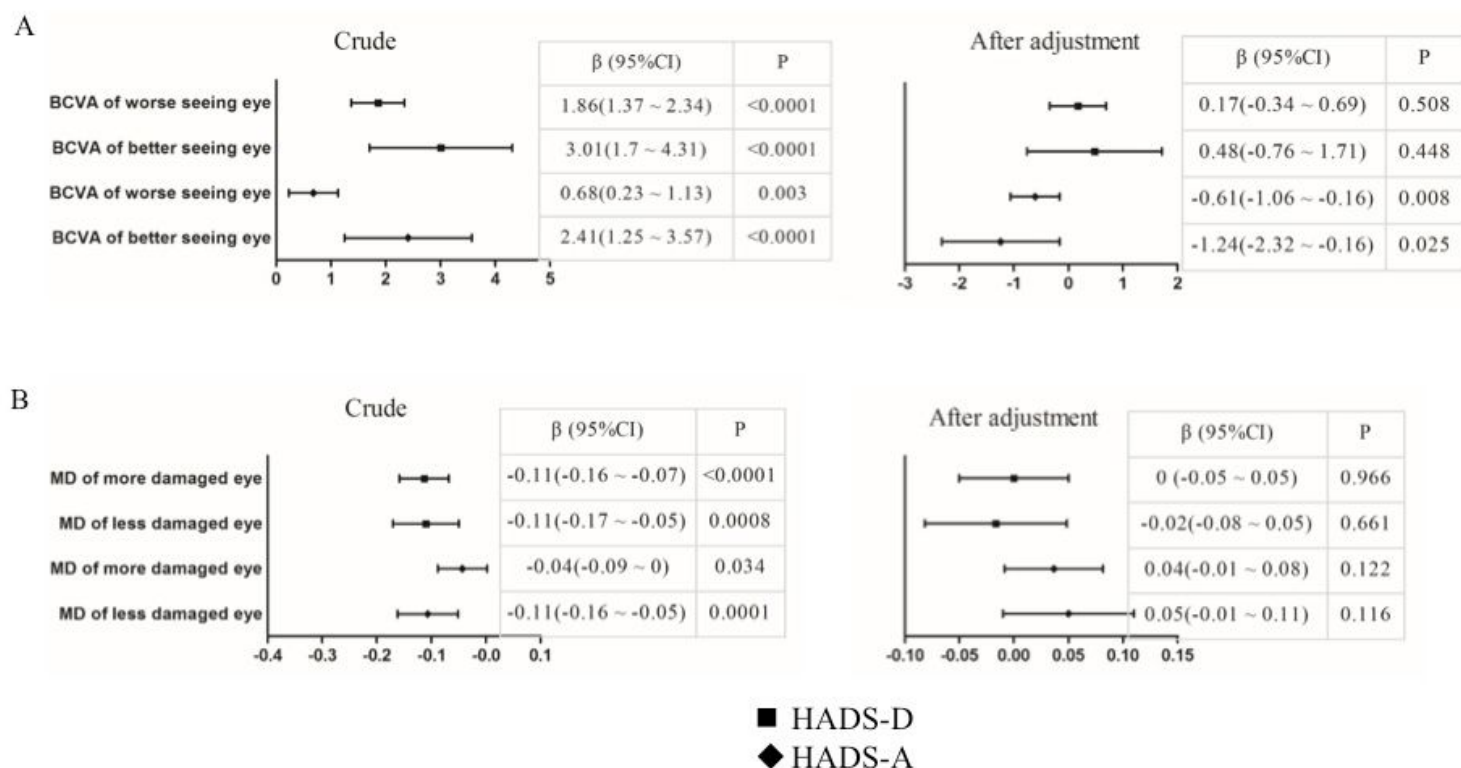 A
Crude
β (95%CI) P
BCVA of worse seeing eye 1.86(1.37 ~ 2.34) <0.0001
BCVA of better seeing eye 3.01(1.7 ~ 4.31) <0.0001
BCVA of worse seeing eye 0.68(0.23 ~ 1.13) 0.003
BCVA of better seeing eye 2.41(1.25 ~ 3.57) <0.0001
0 1 2 3 4 5
After adjustment
β (95%CI) P
0.17(-0.34 ~ 0.69) 0.508
0.48(-0.76 ~ 1.71) 0.448
-0.61(-1.06 ~ -0.16) 0.008
-1.24(-2.32 ~ -0.16) 0.025
-3 -2 -1 0 1 2
B
Crude
β (95%CI) P
MD of more damaged eye -0.11(-0.16 ~ -0.07) <0.0001
MD of less damaged eye -0.11(-0.17 ~ -0.05) 0.0008
MD of more damaged eye -0.04(-0.09 ~ 0) 0.034
MD of less damaged eye -0.11(-0.16 ~ -0.05) 0.0001
-0.4 -0.3 -0.2 -0.1 -0.0 0.1
After adjustment
β (95%CI) P
0 (-0.05 ~ 0.05) 0.966
-0.02(-0.08 ~ 0.05) 0.661
0.04(-0.01 ~ 0.08) 0.122
0.05(-0.01 ~ 0.11) 0.116
-0.10 -0.05 0.00 0.05 0.10 0.15
HADS-D
HADS-A